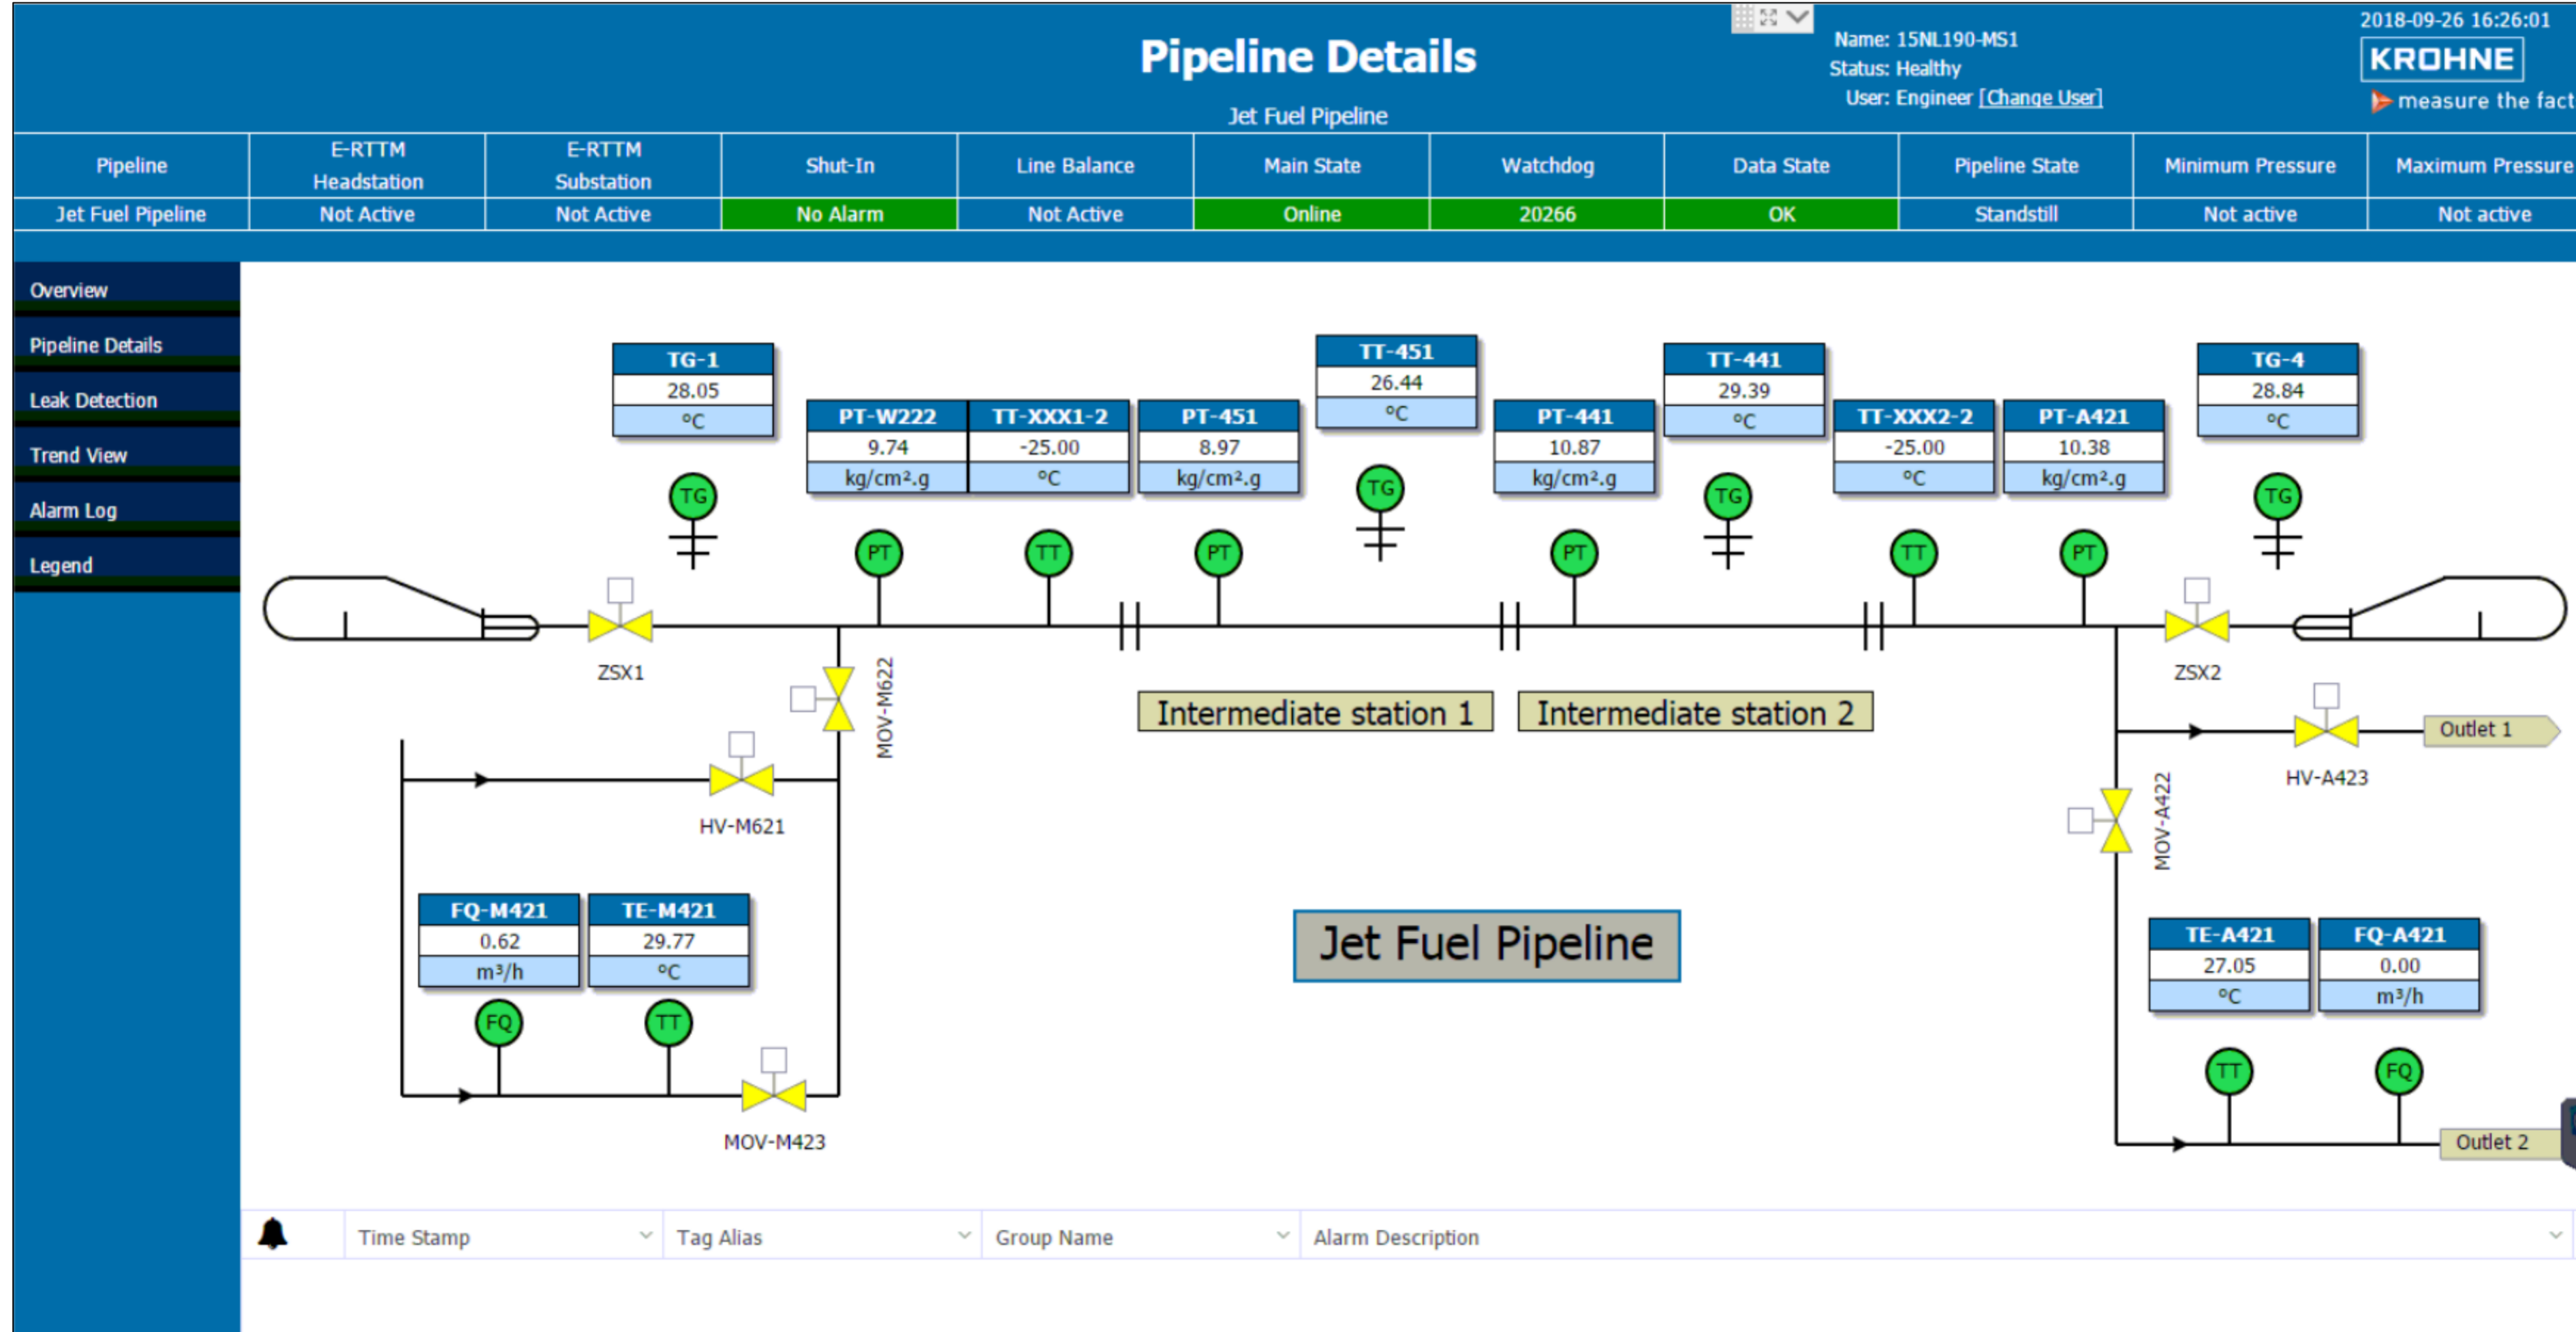 2018-09-26 16:26:01
Pipeline Details
Name: 15NL190-MS1
Status: Healthy
User: Engineer [Change User]
KROHNE
measure the fact
Jet Fuel Pipeline
Pipeline
E-RTTM Headstation
E-RTTM Substation
Shut-In
Line Balance
Main State
Watchdog
Data State
Pipeline State
Minimum Pressure
Maximum Pressure
Jet Fuel Pipeline
Not Active
Not Active
No Alarm
Not Active
Online
20266
OK
Standstill
Not active
Not active
Overview
Pipeline Details
Leak Detection
Trend View
Alarm Log
Legend
TG-1
28.05
°C
PT-W222
9.74
kg/cm².g
TT-XXX1-2
-25.00
°C
PT-451
8.97
kg/cm².g
TT-451
26.44
°C
PT-441
10.87
kg/cm².g
TT-441
29.39
°C
TT-XXX2-2
-25.00
°C
PT-A421
10.38
kg/cm².g
TG-4
28.84
°C
TG
PT
TT
PT
TG
PT
TG
TT
PT
TG
ZSX1
MOV-M622
Intermediate station 1
Intermediate station 2
ZSX2
Outlet 1
HV-A423
HV-M621
MOV-A422
FQ-M421
0.62
m³/h
TE-M421
29.77
°C
Jet Fuel Pipeline
TE-A421
27.05
°C
FQ-A421
0.00
m³/h
FQ
TT
TT
FQ
MOV-M423
Outlet 2
Time Stamp
Tag Alias
Group Name
Alarm Description